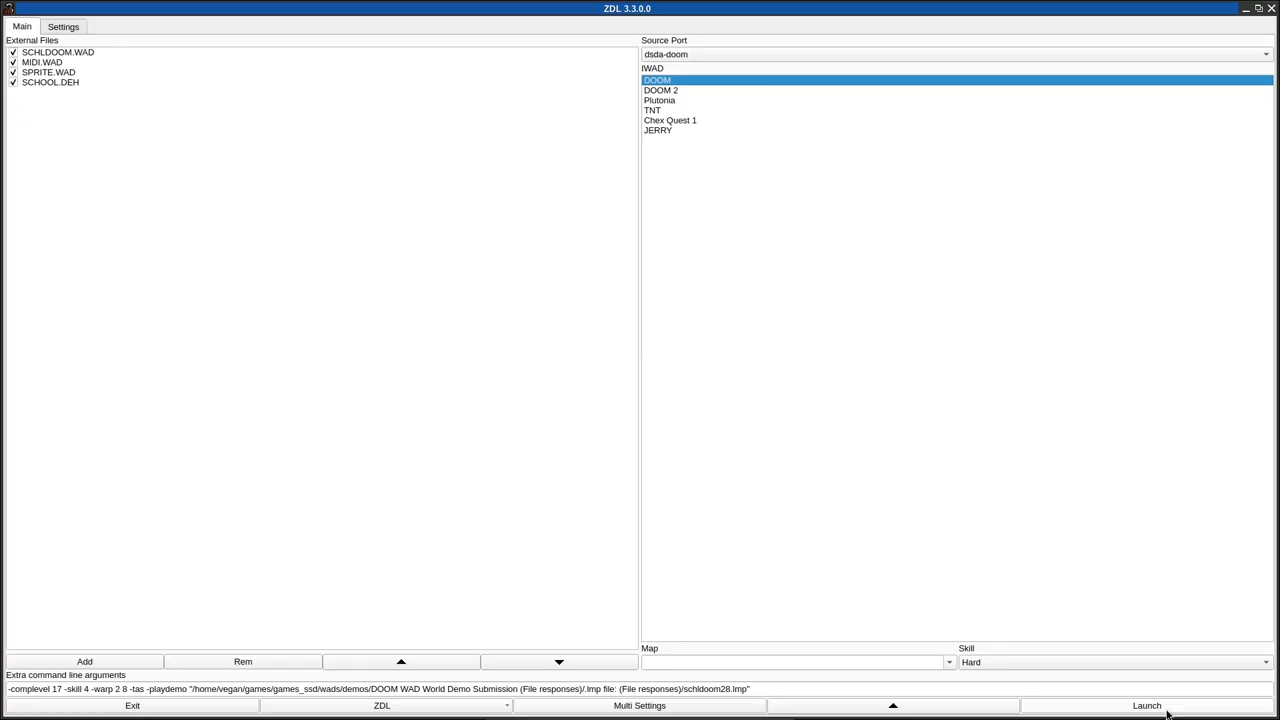 ZDL 3.3.0.0
Main
Settings
External Files
SCHLDOOM.WAD
MIDI.WAD
SPRITE.WAD
SCHOOL.DEH
Source Port
dsda-doom
IWAD
DOOM
DOOM 2
Plutonia
TNT
Chex Quest 1
JERRY
Map
Skill
Hard
Add
Rem
Extra command line arguments
-complevel 17 -skill 4 -warp 2 8 -tas -playdemo "/home/vegan/games/games_ssd/wads/demos/DOOM WAD World Demo Submission (File responses)/.lmp file: (File responses)/schldoom28.lmp"
Exit
ZDL
Multi Settings
Launch